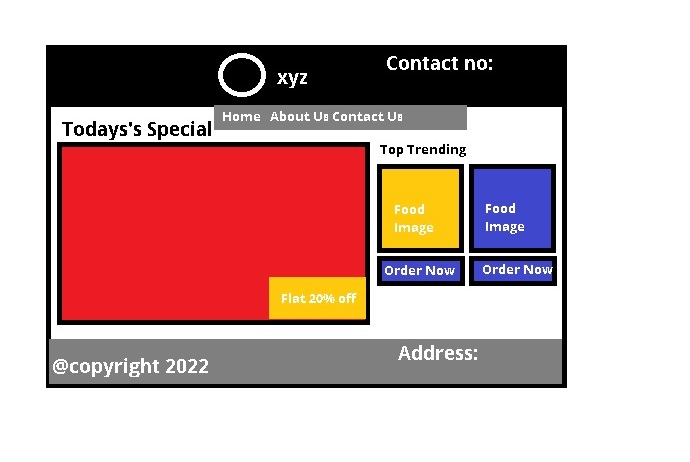 xyz
Contact no:
Home About Us Contact Us
Todays's Special
Top Trending
Food
Image
Food
Image
Order Now
Order Now
Flat 20% off
@copyright 2022
Address: